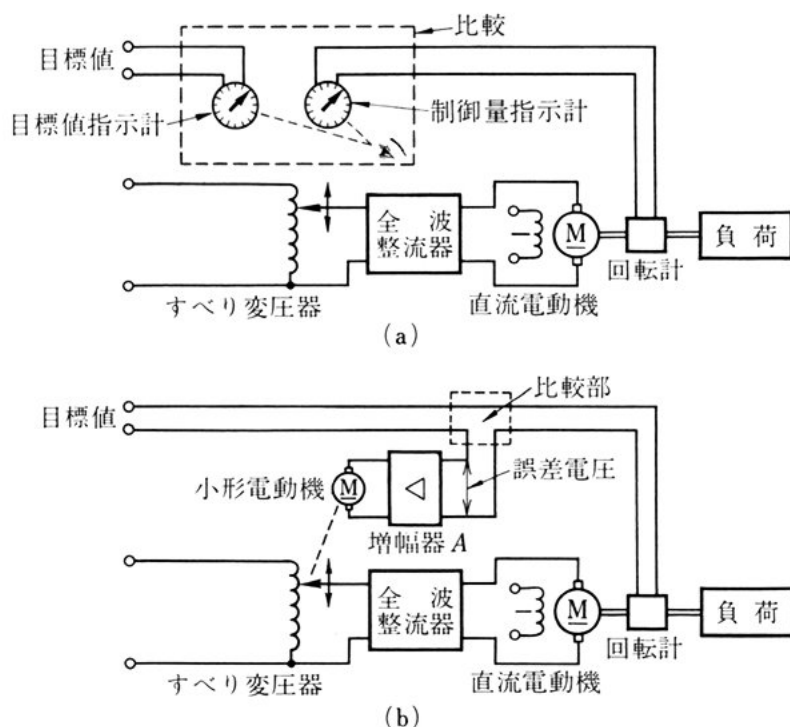 比較
目標値
目標値指示計
制御量指示計
全波
整流器
M
負荷
回転計
すべり変圧器
直流電動機
(a)
比較部
目標値
誤差電圧
小形電動機
M
増幅器A
全波
整流器
M
負荷
回転計
すべり変圧器
直流電動機
(b)